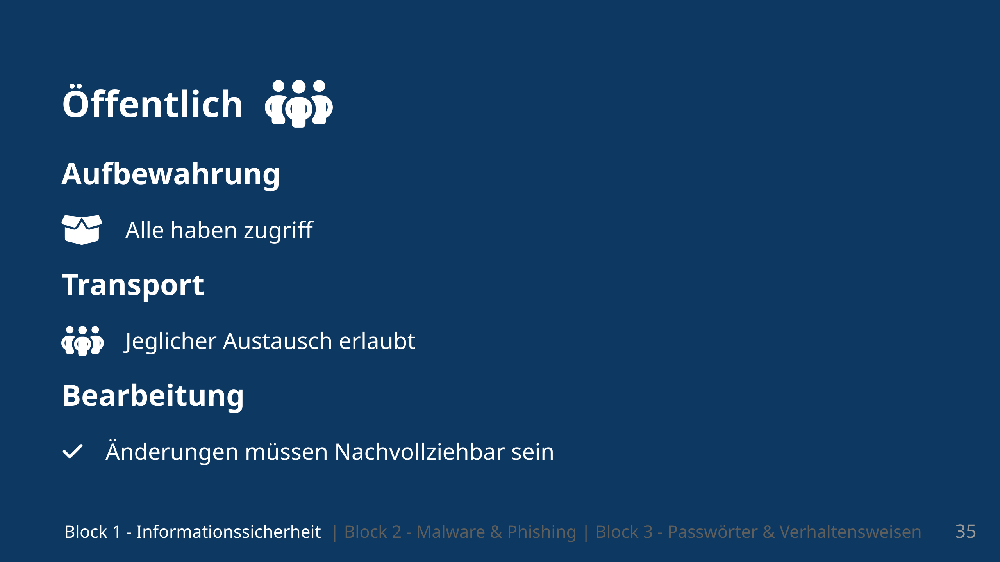 Öffentlich
Aufbewahrung
Alle haben zugriff
Transport
Jeglicher Austausch erlaubt
Bearbeitung
Änderungen müssen Nachvollziehbar sein
Block 1 - Informationssicherheit | Block 2 - Malware & Phishing | Block 3 - Passwörter & Verhaltensweisen 35